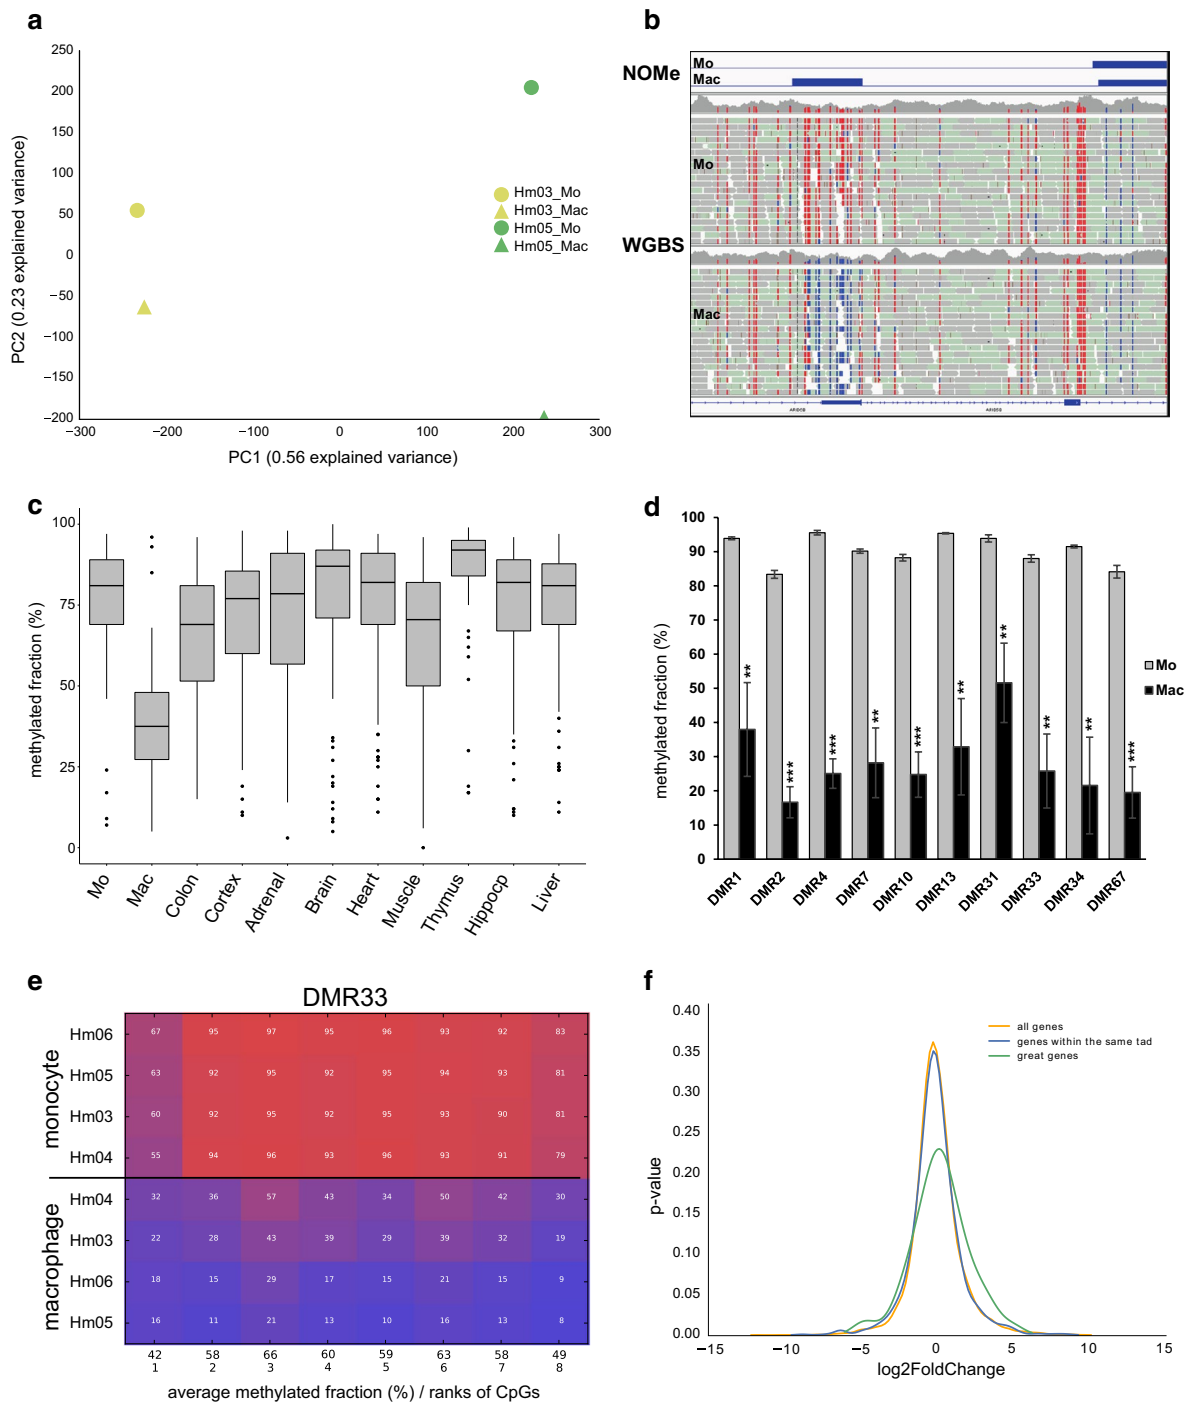 a
250
200
150
100
50
0
−50
−100
−150
−200
−300
−200
−100
0
100
200
300
PC2 (0.23 explained variance)
PC1 (0.56 explained variance)
Hm03_Mo
Hm03_Mac
Hm05_Mo
Hm05_Mac
b
NOMe
Mo
Mac
WGBS
Mo
Mac
c
100
75
50
25
0
methylated fraction (%)
Mo
Mac
Colon
Cortex
Adrenal
Brain
Heart
Muscle
Thymus
Hippocp
Liver
d
100
90
80
70
60
50
40
30
20
10
0
methylated fraction (%)
**
***
***
**
***
**
**
**
**
***
Mo
Mac
DMR1
DMR2
DMR4
DMR7
DMR10
DMR13
DMR31
DMR33
DMR34
DMR67
e
DMR33
monocyte
macrophage
Hm06 67 95 97 95 96 93 92 83
Hm05 63 92 95 92 95 94 93 81
Hm03 60 92 95 92 95 93 90 81
Hm04 55 94 96 93 96 93 91 79
Hm04 32 36 57 43 34 50 42 30
Hm03 22 28 43 39 29 39 32 19
Hm06 18 15 29 17 15 21 15 9
Hm05 16 11 21 13 10 16 13 8
42 58 66 60 59 63 58 49
1 2 3 4 5 6 7 8
average methylated fraction (%) / ranks of CpGs
f
0.40
0.35
0.30
0.25
0.20
0.15
0.10
0.05
0.00
p-value
−15
−10
−5
0
5
10
15
log2FoldChange
all genes
genes within the same tad
great genes